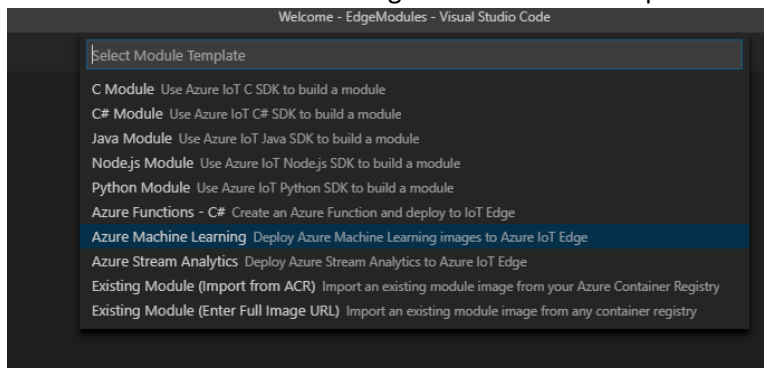 Welcome - EdgeModules - Visual Studio Code
Select Module Template
C Module Use Azure IoT C SDK to build a module
C# Module Use Azure IoT C# SDK to build a module
Java Module Use Azure IoT Java SDK to build a module
Node.js Module Use Azure IoT Node.js SDK to build a module
Python Module Use Azure IoT Python SDK to build a module
Azure Functions - C# Create an Azure Function and deploy to IoT Edge
Azure Machine Learning Deploy Azure Machine Learning images to Azure IoT Edge
Azure Stream Analytics Deploy Azure Stream Analytics to Azure IoT Edge
Existing Module (Import from ACR) Import an existing module image from your Azure Container Registry
Existing Module (Enter Full Image URL) Import an existing module image from any container registry